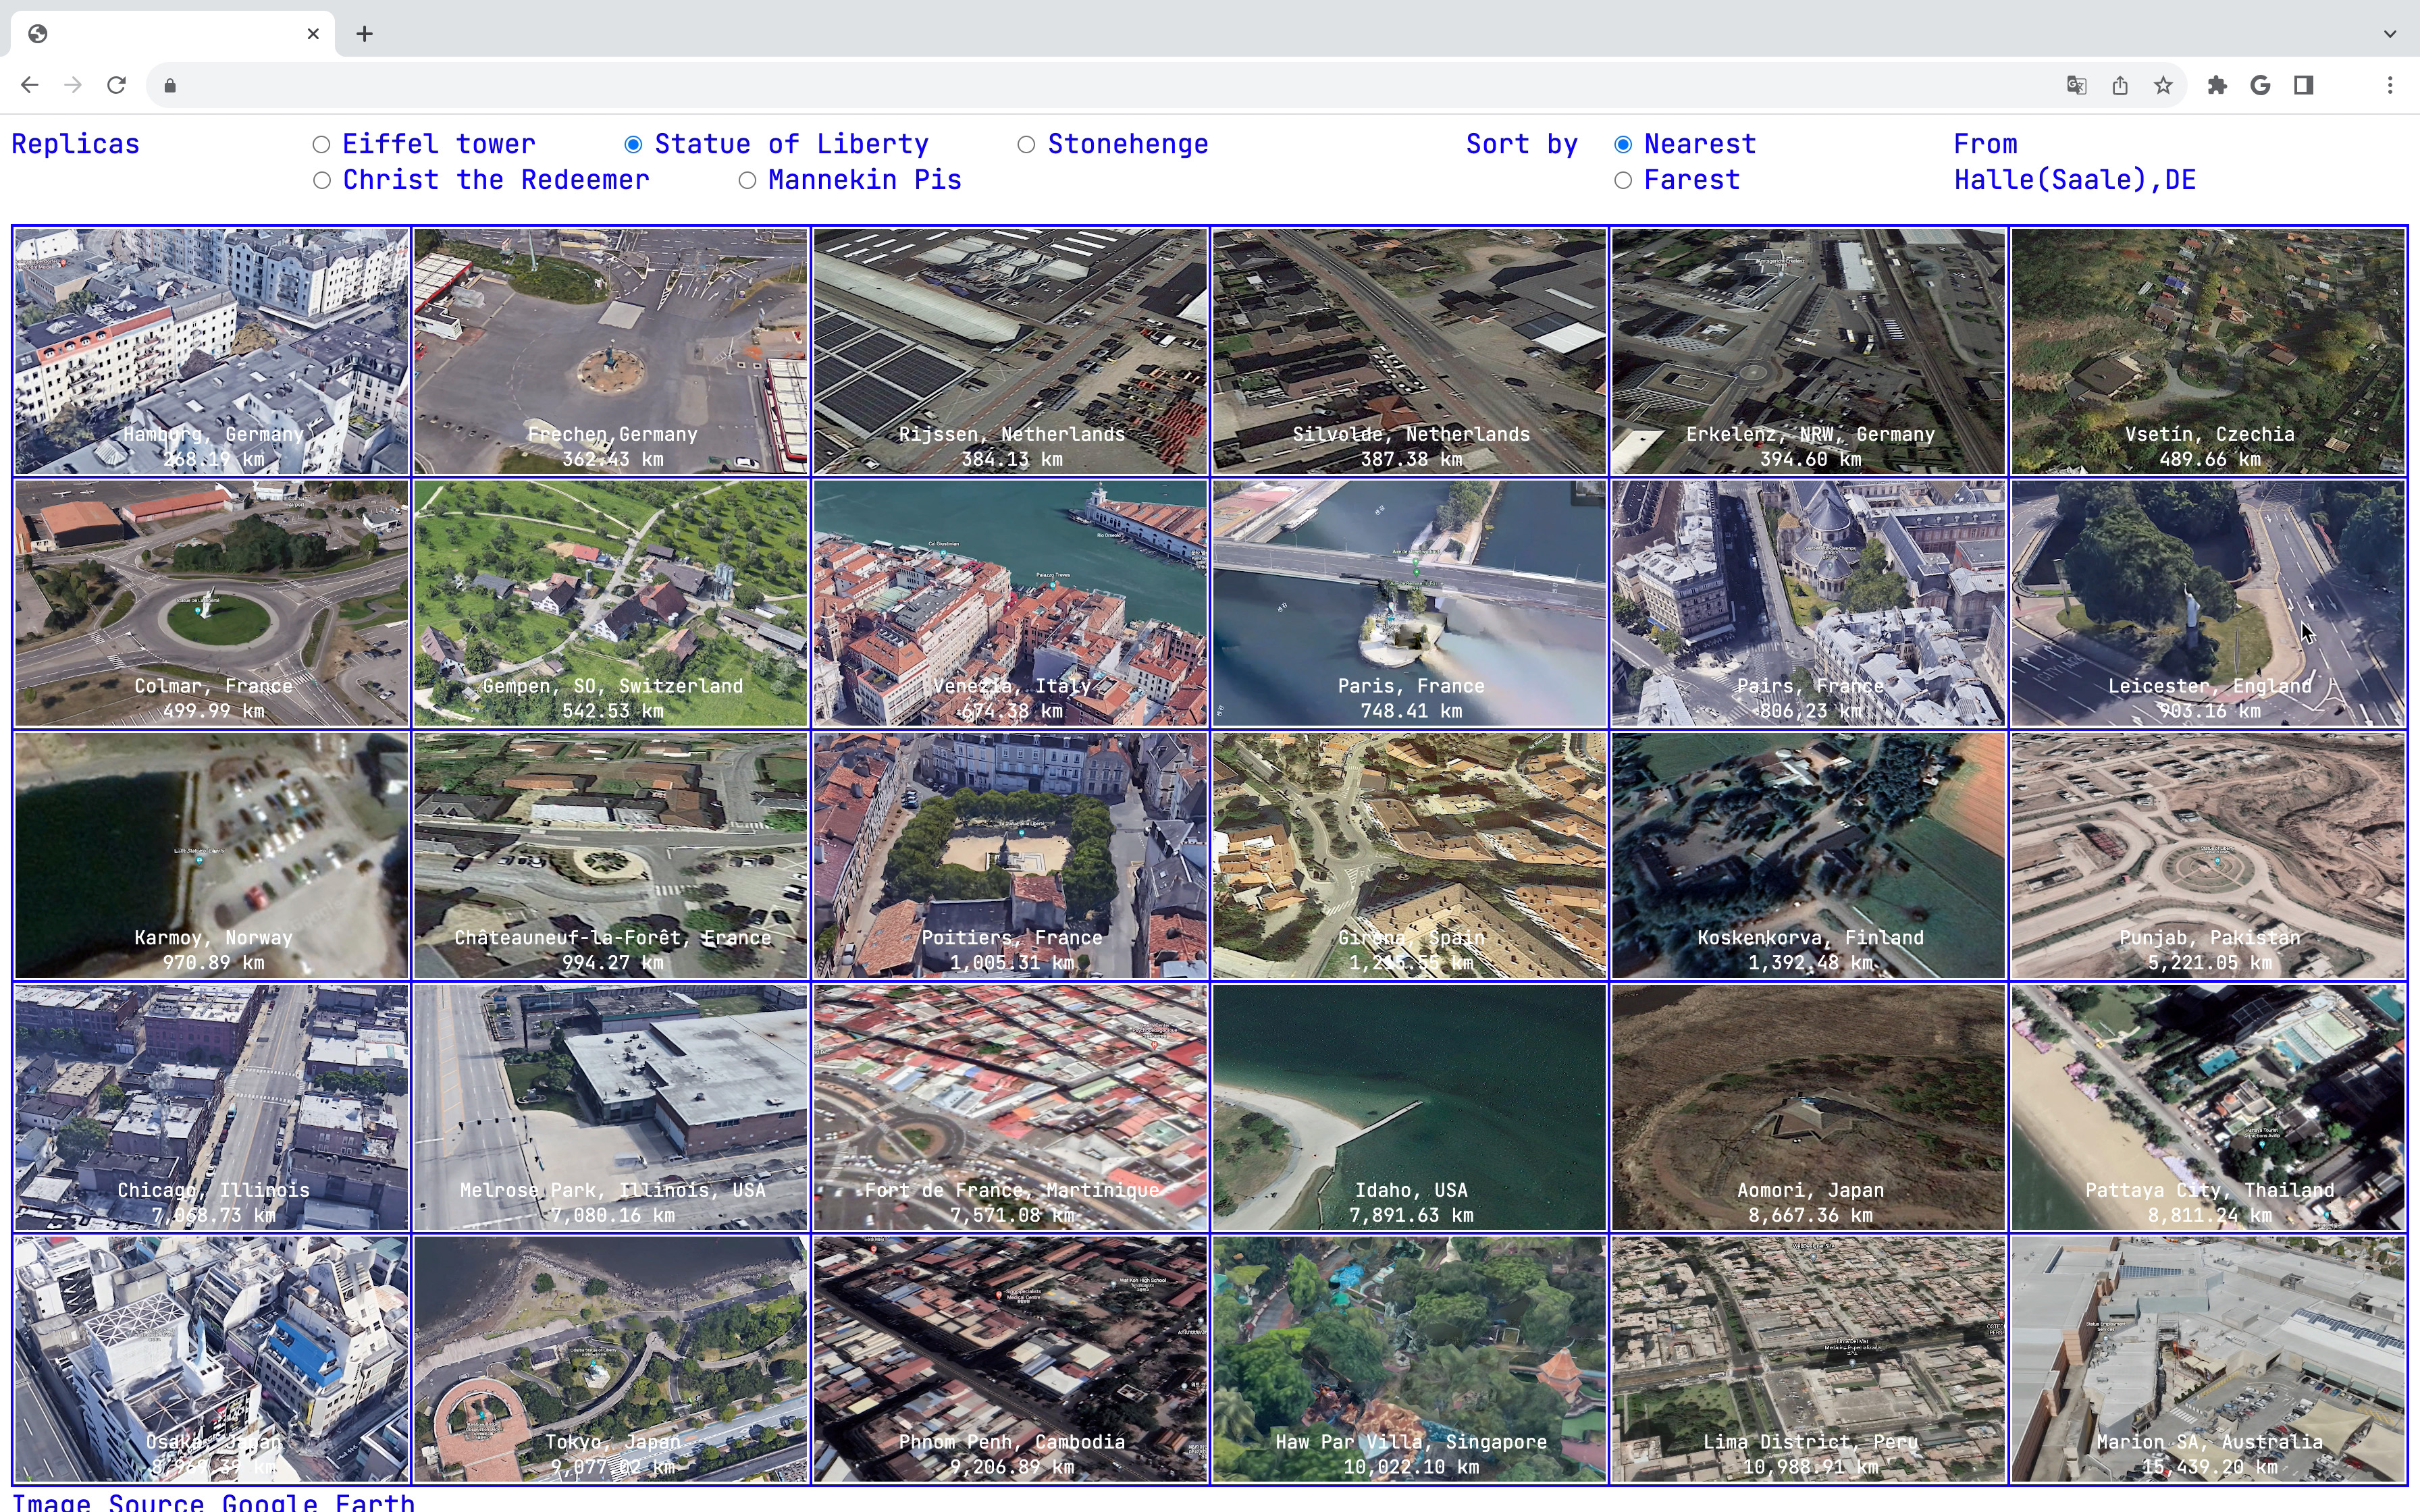 Replicas
Eiffel tower
Statue of Liberty
Stonehenge
Sort by
Nearest
From
Christ the Redeemer
Mannekin Pis
Farest
Halle(Saale),DE
Hamburg, Germany
268.19 km
Frechen,Germany
362.43 km
Rijssen, Netherlands
384.13 km
Silvolde, Netherlands
387.38 km
Erkelenz, NRW, Germany
394.60 km
Vsetín, Czechia
489.66 km
Colmar, France
499.99 km
Gempen, SO, Switzerland
542.53 km
Venezia, Italy
674.38 km
Paris, France
748.41 km
Pairs, France
806,23 km
Leicester, England
903.16 km
Karmoy, Norway
970.89 km
Châteauneuf-la-Forêt, France
994.27 km
Poitiers, France
1,005.31 km
Girona, Spain
km
Koskenkorva, Finland
1,392.48 km
Punjab, Pakistan
5,221.05 km
Chicago, Illinois
7,068.73 km
Melrose Park, Illinois, USA
7,080.16 km
Fort de France, Martinique
7,571.08 km
Idaho, USA
7,891.63 km
Aomori, Japan
8,667.36 km
Pattaya City, Thailand
8,811.24 km
Osaka, Japan
8,969.39 km
Tokyo, Japan
9,077.02 km
Phnom Penh, Cambodia
9,206.89 km
Haw Par Villa, Singapore
10,022.10 km
Lima District, Peru
10,988.91 km
Marion SA, Australia
15,439.20 km
Image Source Google Earth